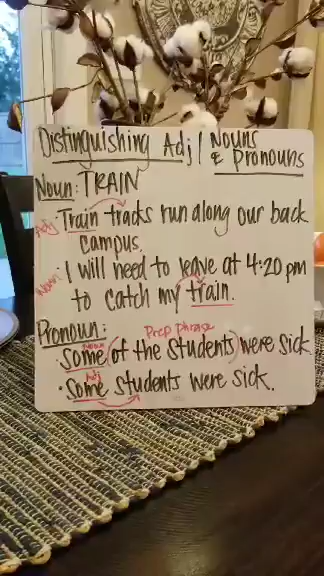 Distinguishing Adj / Nouns
& Pronouns
Noun: TRAIN
Adj Train tracks run along our back
campus.
Noun I will need to leave at 4:20 pm
to catch my train.
Pronoun: Prep phrase
Noun
· Some (of the students) were sick.
Adj
· Some students were sick.